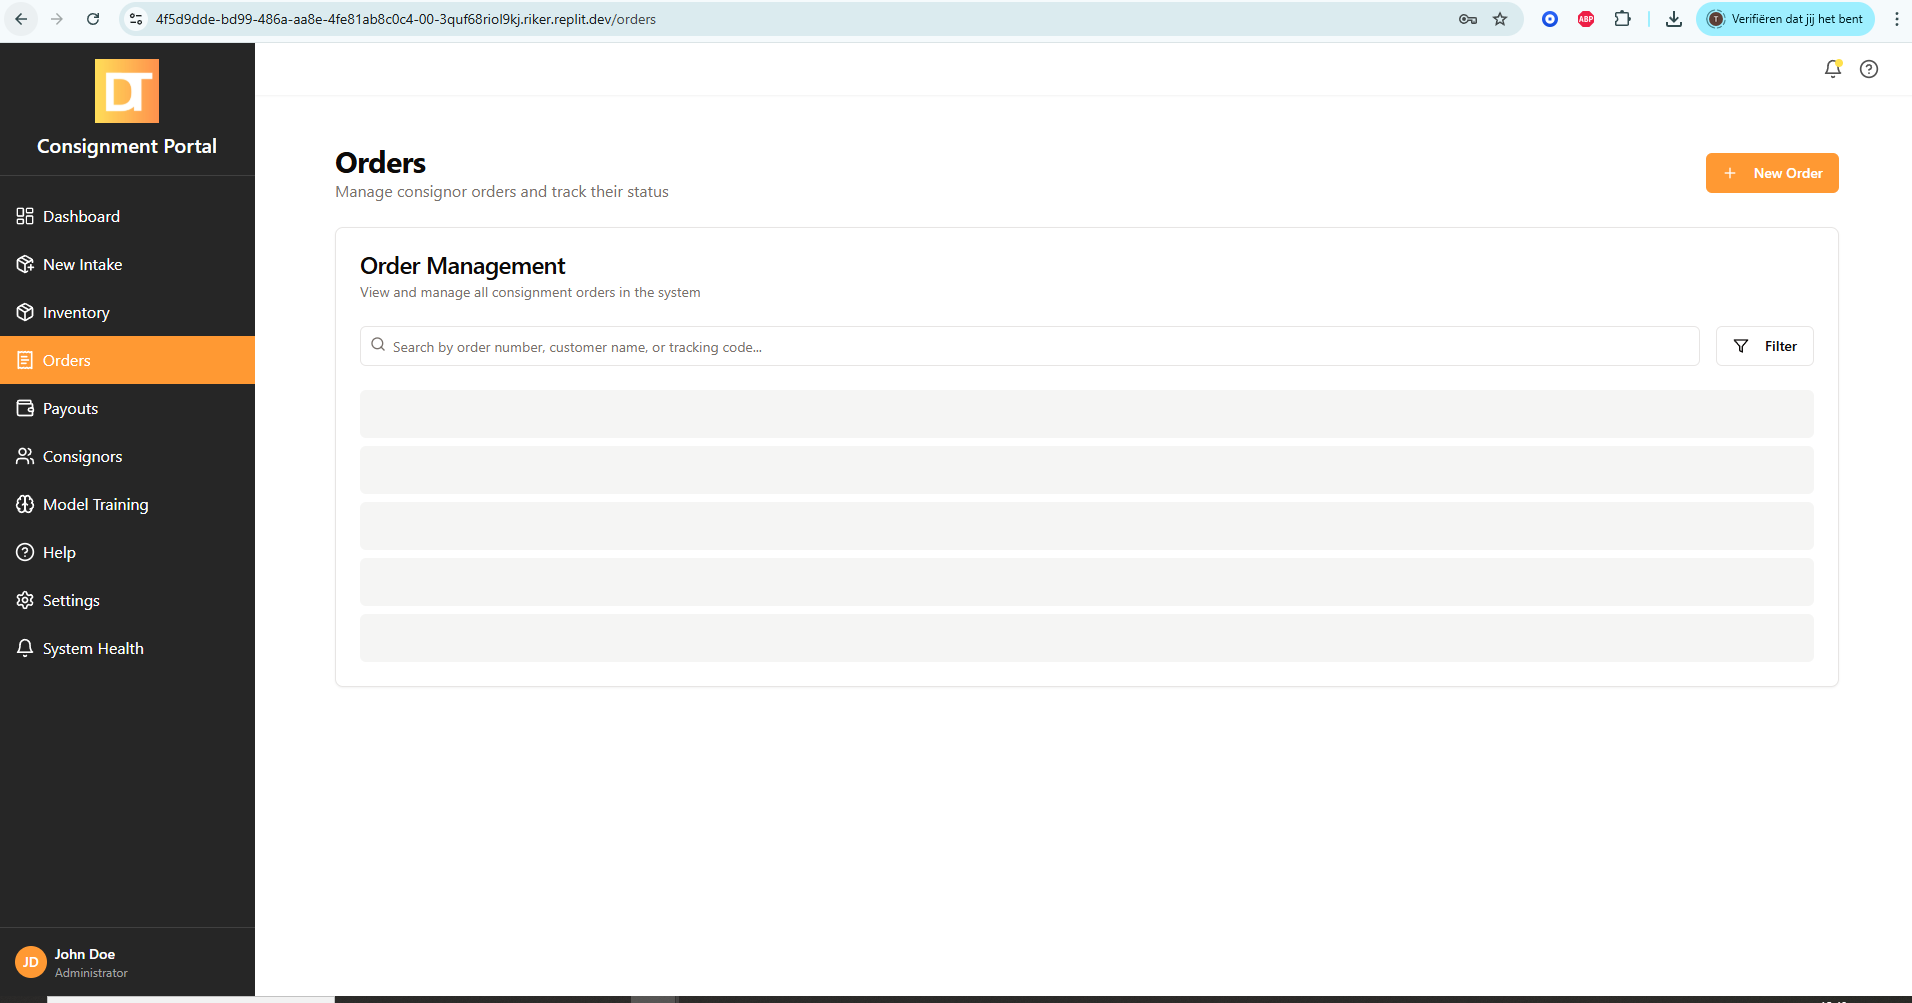 4f5d9dde-bd99-486a-aa8e-4fe81ab8c0c4-00-3quf68riol9kj.riker.replit.dev/orders
ABP
T
Verifiëren dat jij het bent
DT
Consignment Portal
Dashboard
New Intake
Inventory
Orders
Payouts
Consignors
Model Training
Help
Settings
System Health
JD
John Doe
Administrator
Orders
Manage consignor orders and track their status
+ New Order
Order Management
View and manage all consignment orders in the system
Search by order number, customer name, or tracking code...
Filter